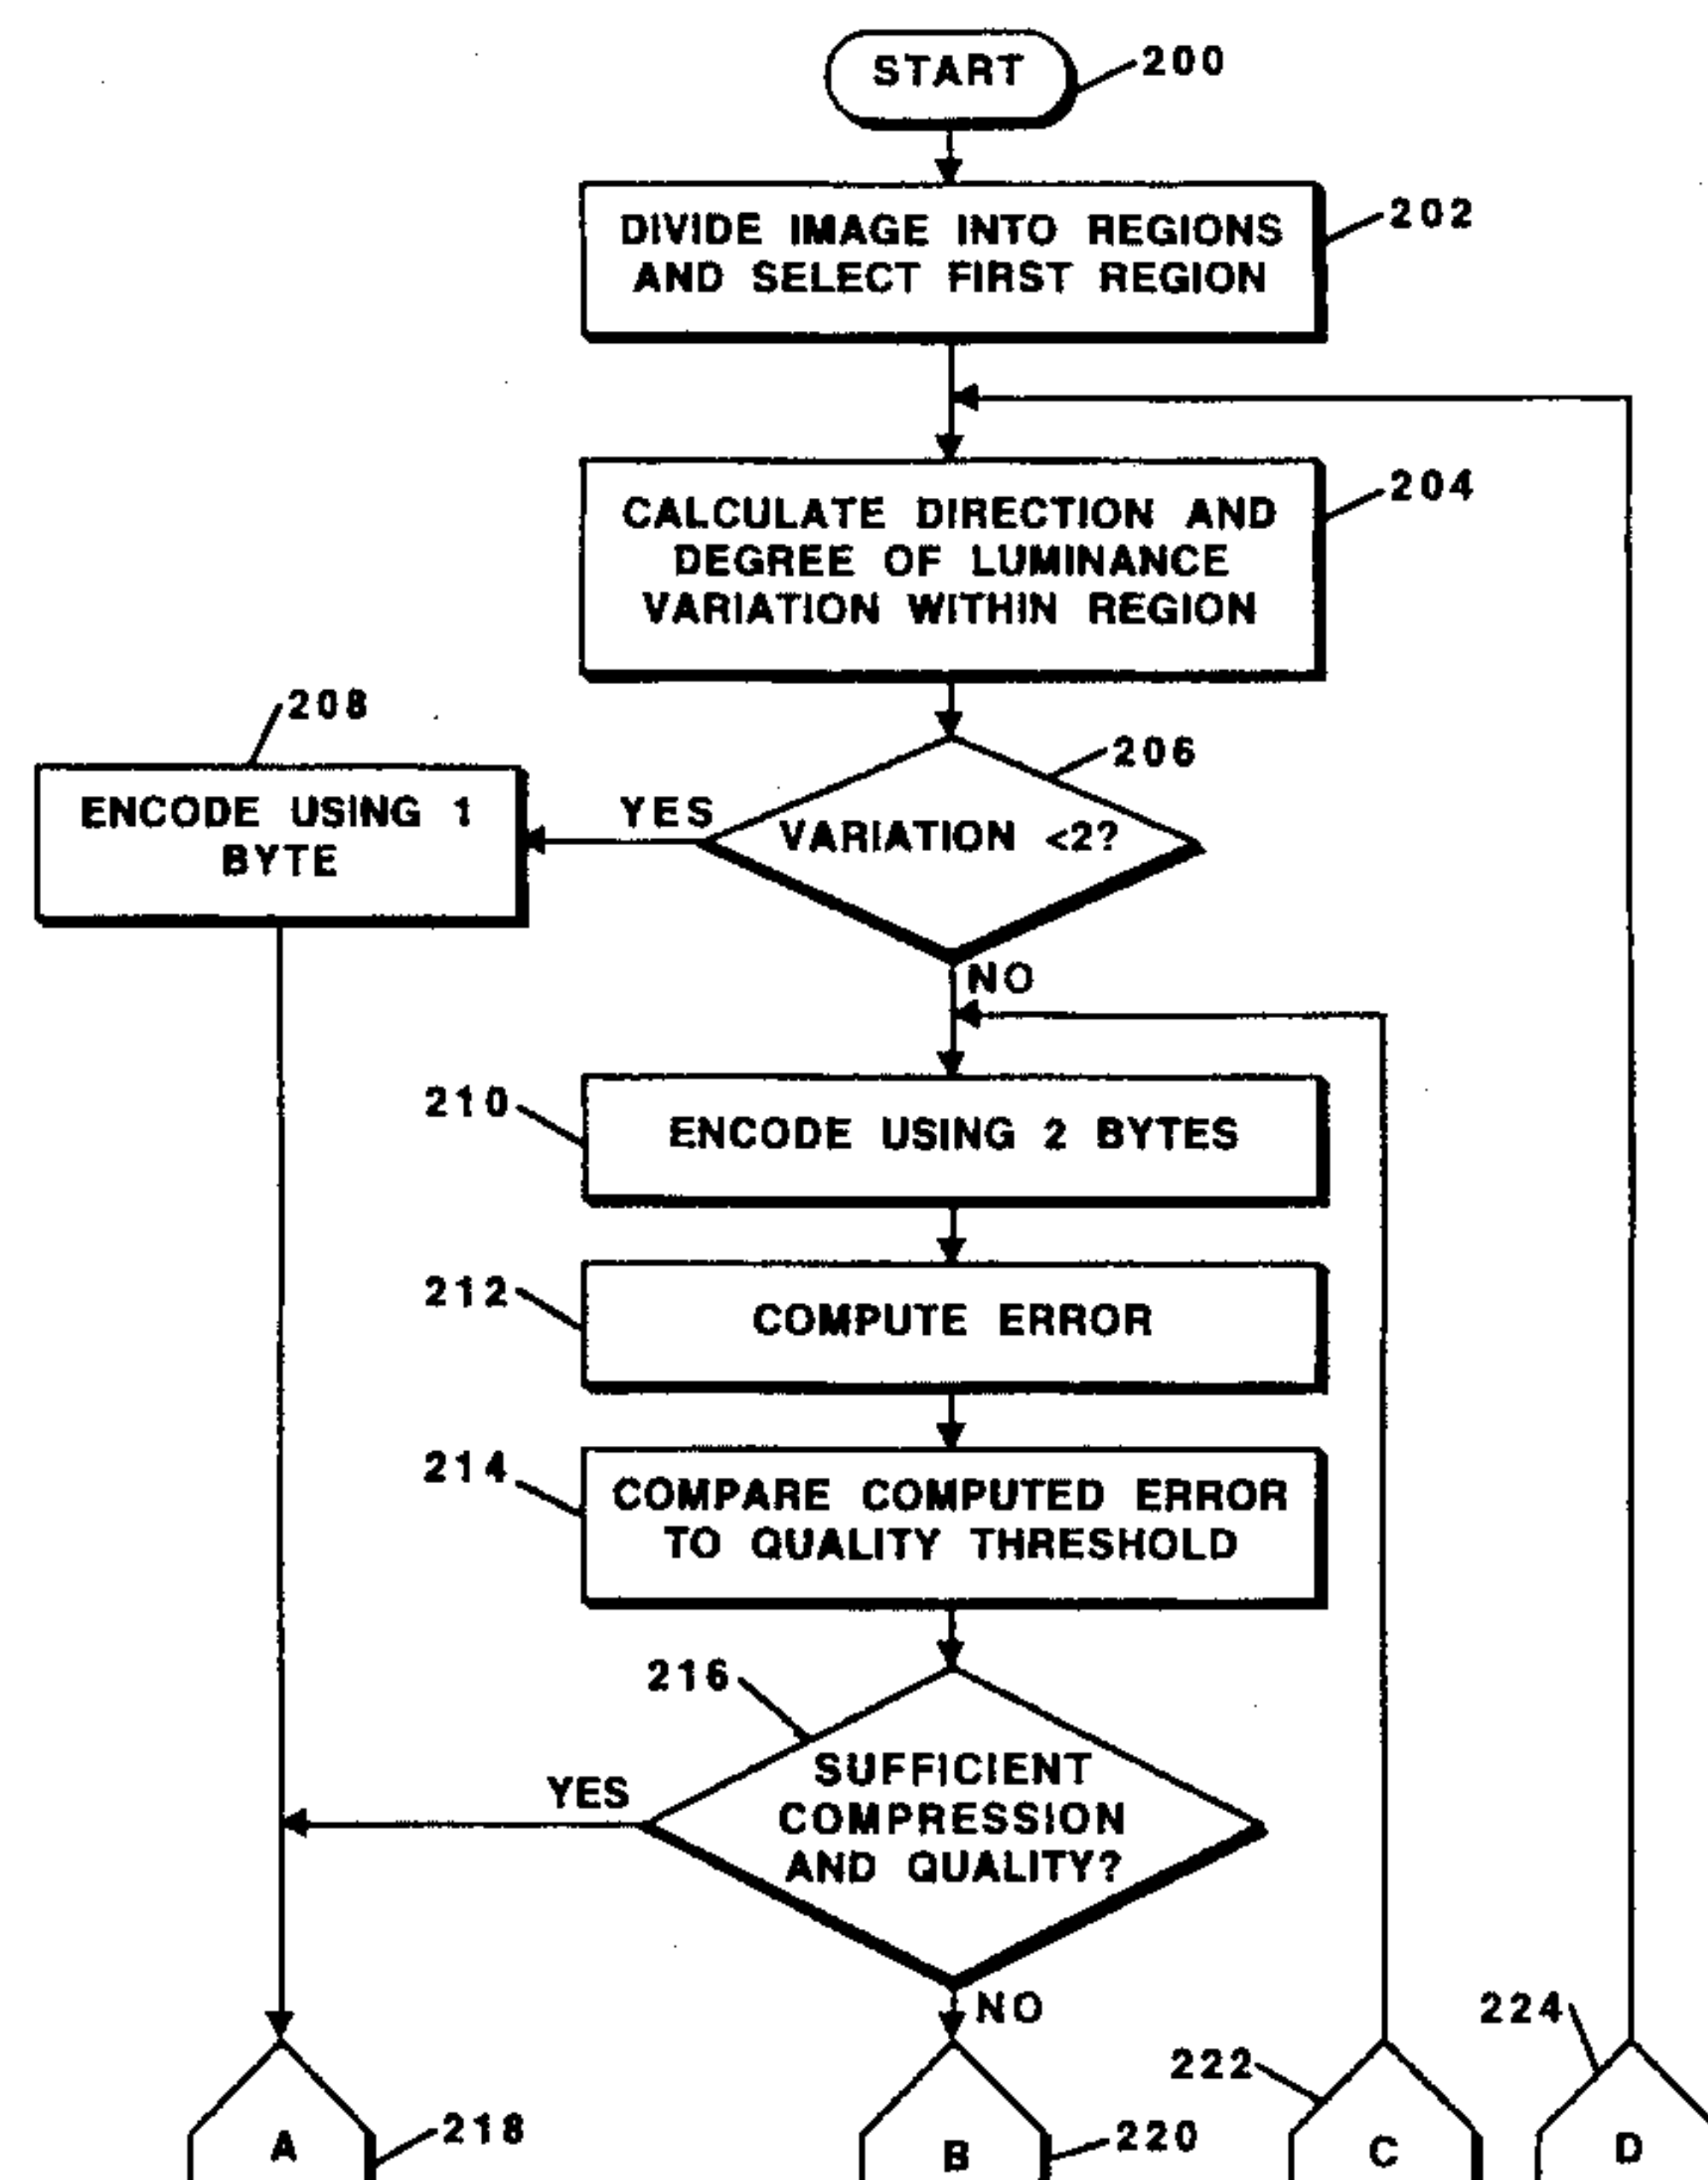 START
200
DIVIDE IMAGE INTO REGIONS
AND SELECT FIRST REGION
202
CALCULATE DIRECTION AND
DEGREE OF LUMINANCE
VARIATION WITHIN REGION
204
208
206
ENCODE USING 1
BYTE
YES
VARIATION <2?
NO
210
ENCODE USING 2 BYTES
212
COMPUTE ERROR
214
COMPARE COMPUTED ERROR
TO QUALITY THRESHOLD
216
YES
SUFFICIENT
COMPRESSION
AND QUALITY?
NO
224
222
A
218
B
220
C
D